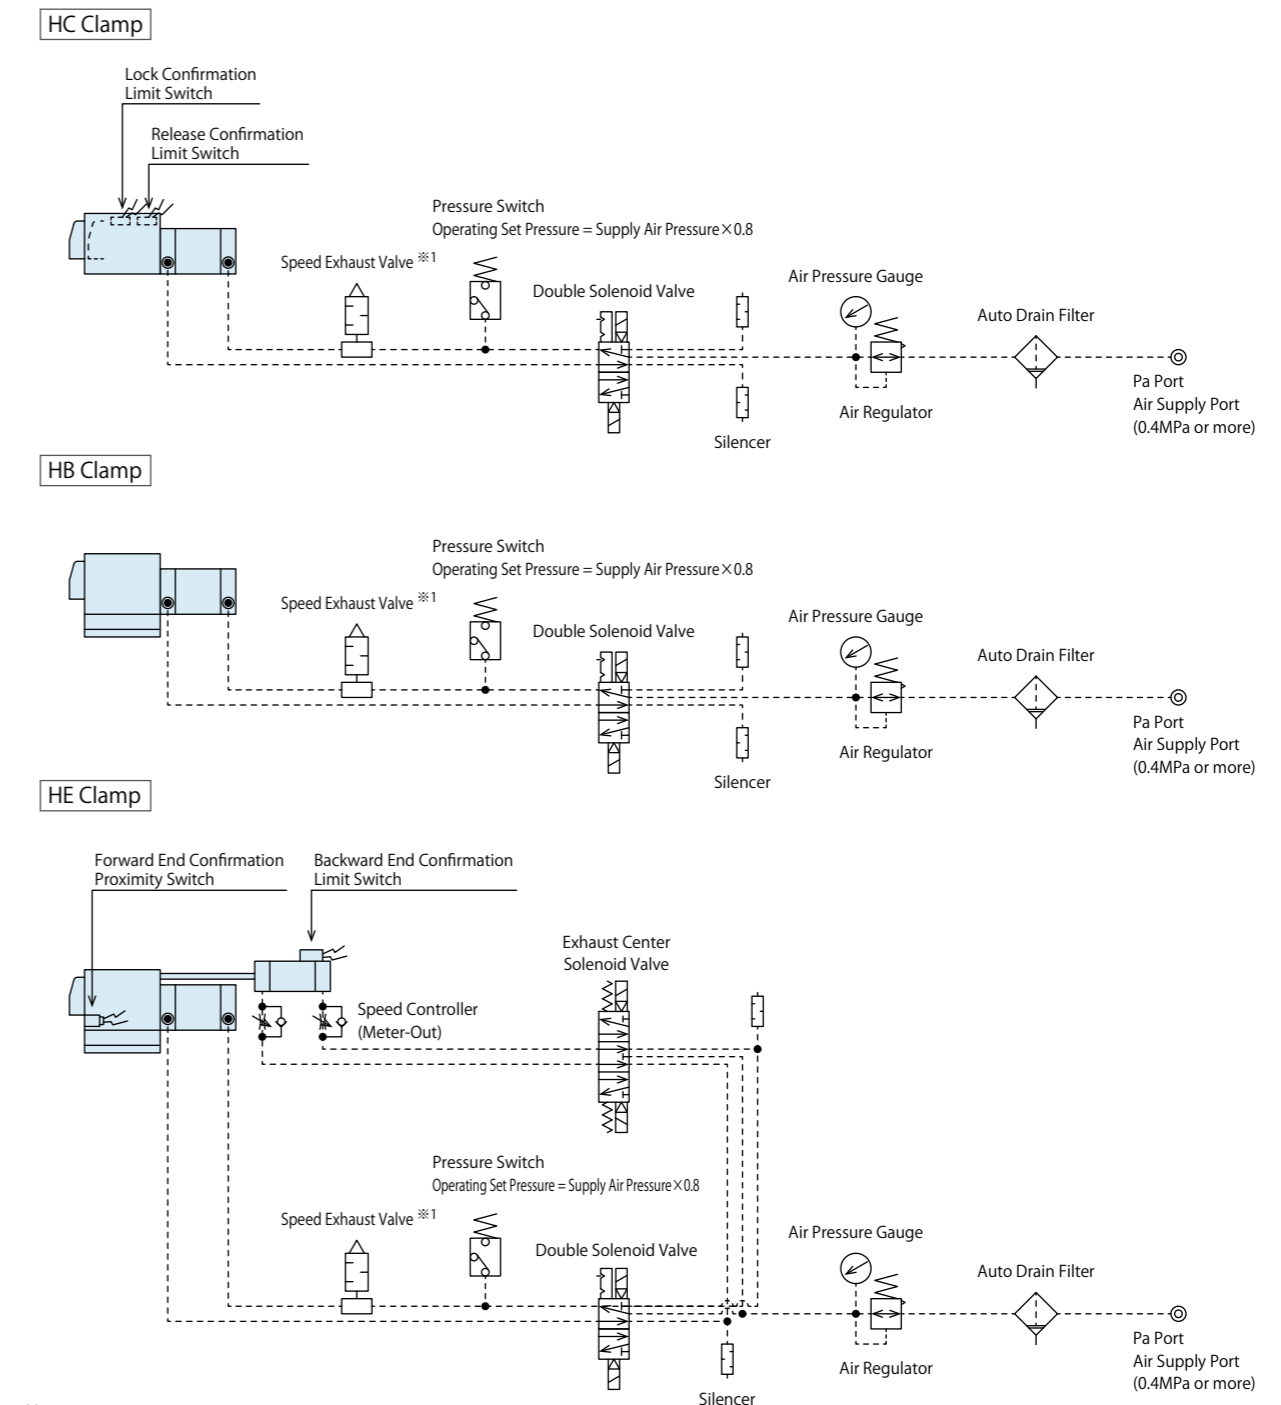 HC Clamp
Lock Confirmation
Limit Switch
Release Confirmation
Limit Switch
Pressure Switch
Operating Set Pressure = Supply Air Pressure×0.8
Speed Exhaust Valve ※1
Double Solenoid Valve
Air Pressure Gauge
Auto Drain Filter
Air Regulator
Silencer
Pa Port
Air Supply Port
(0.4MPa or more)
HB Clamp
Pressure Switch
Operating Set Pressure = Supply Air Pressure×0.8
Speed Exhaust Valve ※1
Double Solenoid Valve
Air Pressure Gauge
Auto Drain Filter
Air Regulator
Silencer
Pa Port
Air Supply Port
(0.4MPa or more)
HE Clamp
Forward End Confirmation
Proximity Switch
Backward End Confirmation
Limit Switch
Exhaust Center
Solenoid Valve
Speed Controller
(Meter-Out)
Pressure Switch
Operating Set Pressure = Supply Air Pressure×0.8
Speed Exhaust Valve ※1
Double Solenoid Valve
Air Pressure Gauge
Auto Drain Filter
Air Regulator
Silencer
Pa Port
Air Supply Port
(0.4MPa or more)